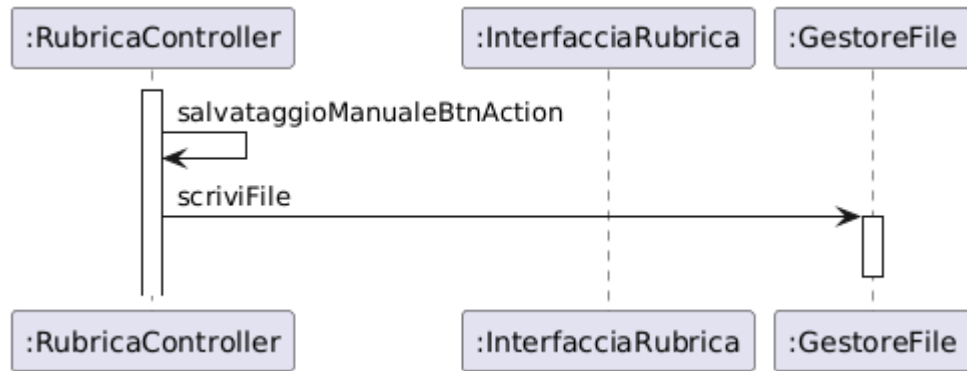 :RubricaController :InterfacciaRubrica :GestoreFile
salvataggioManualeBtnAction
scriviFile
:RubricaController :InterfacciaRubrica :GestoreFile